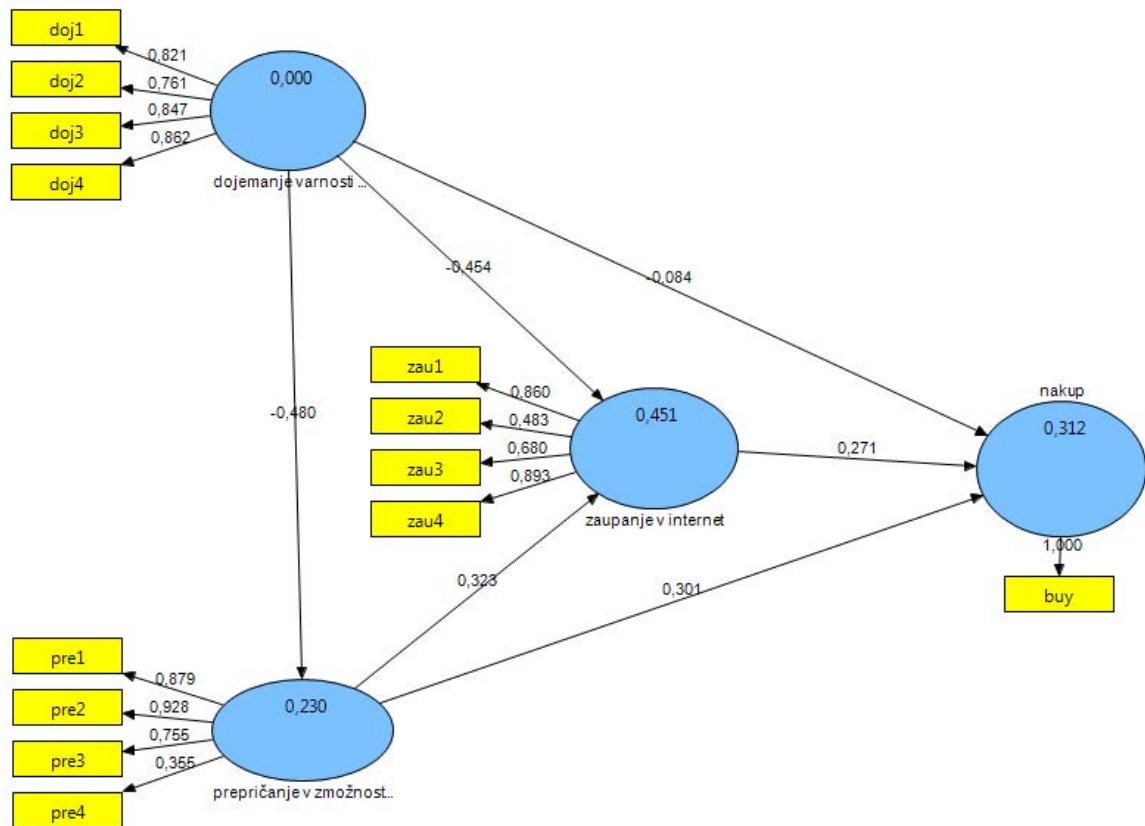 doj1
0,821
doj2
0,761
doj3
0,847
doj4
0,862
0,000
dojemanje varnosti ..
-0,454
-0,084
-0,480
zau1
0,860
zau2
0,483
zau3
0,680
zau4
0,893
0,451
zaupanje v internet
0,271
nakup
0,312
1,000
buy
0,323
0,301
pre1
0,879
pre2
0,928
pre3
0,755
pre4
0,355
0,230
prepričanje v zmožnost..